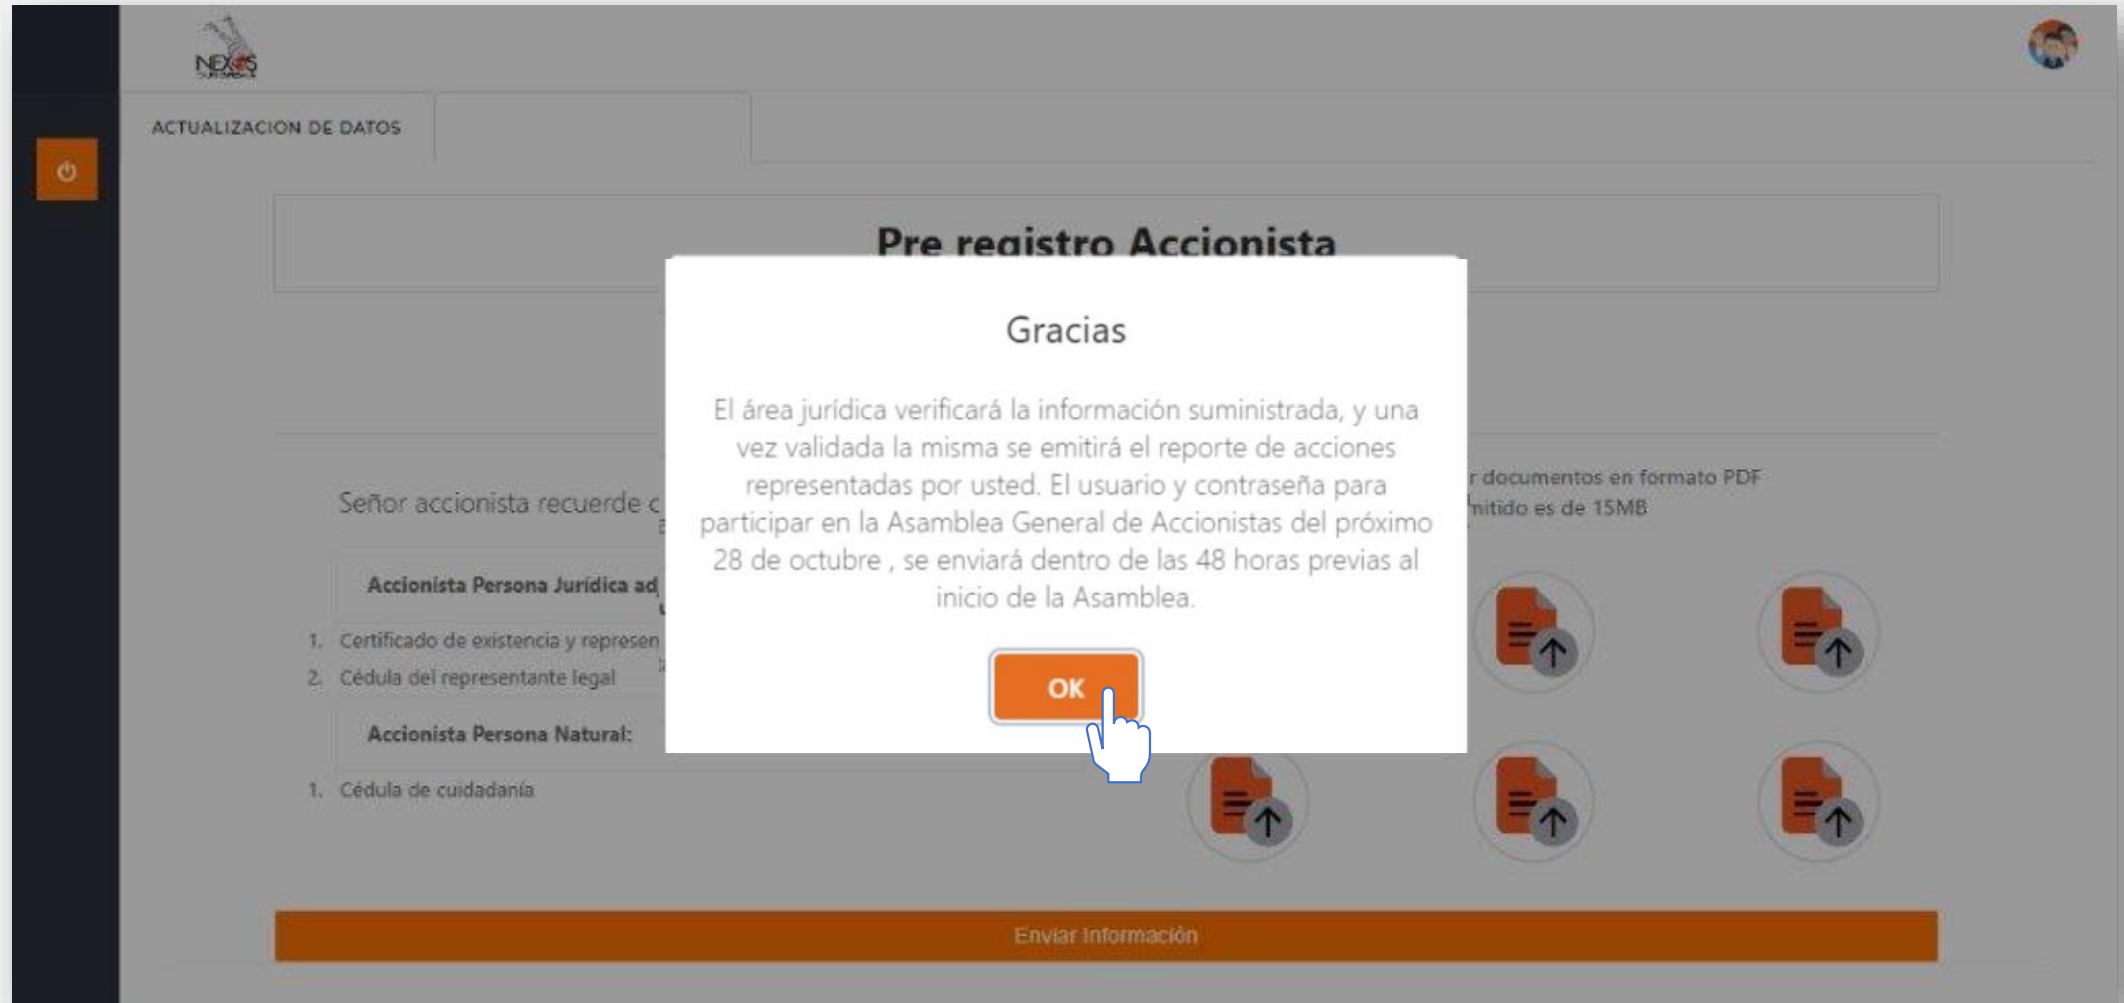 NEXOS
ACTUALIZACION DE DATOS
Pre registro Accionista
Gracias
El área jurídica verificará la información suministrada, y una
vez validada la misma se emitirá el reporte de acciones
representadas por usted. El usuario y contraseña para
participar en la Asamblea General de Accionistas del próximo
28 de octubre , se enviará dentro de las 48 horas previas al
inicio de la Asamblea.
OK
Señor accionista recuerde
documentos en formato PDF
es de 15MB
Accionista Persona Jurídica
1. Certificado de existencia y
2. Cédula del representante legal
Accionista Persona Natural:
1. Cédula de cuidadanía
Enviar Información